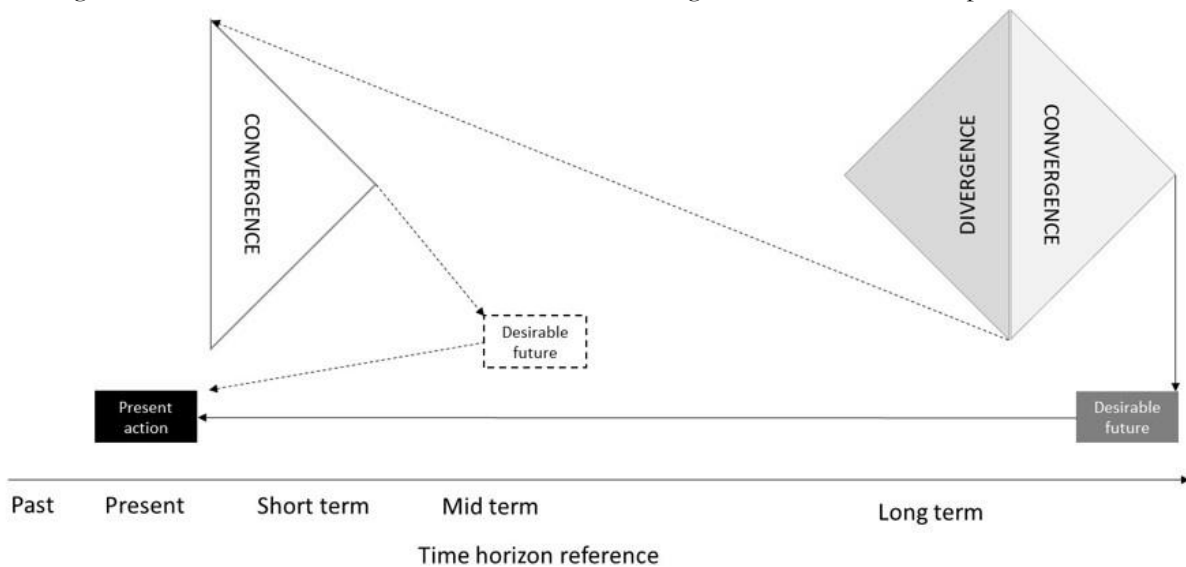 CONVERGENCE
DIVERGENCE
CONVERGENCE
Desirable
future
Present
action
Desirable
future
Past
Present
Short term
Mid term
Long term
Time horizon reference